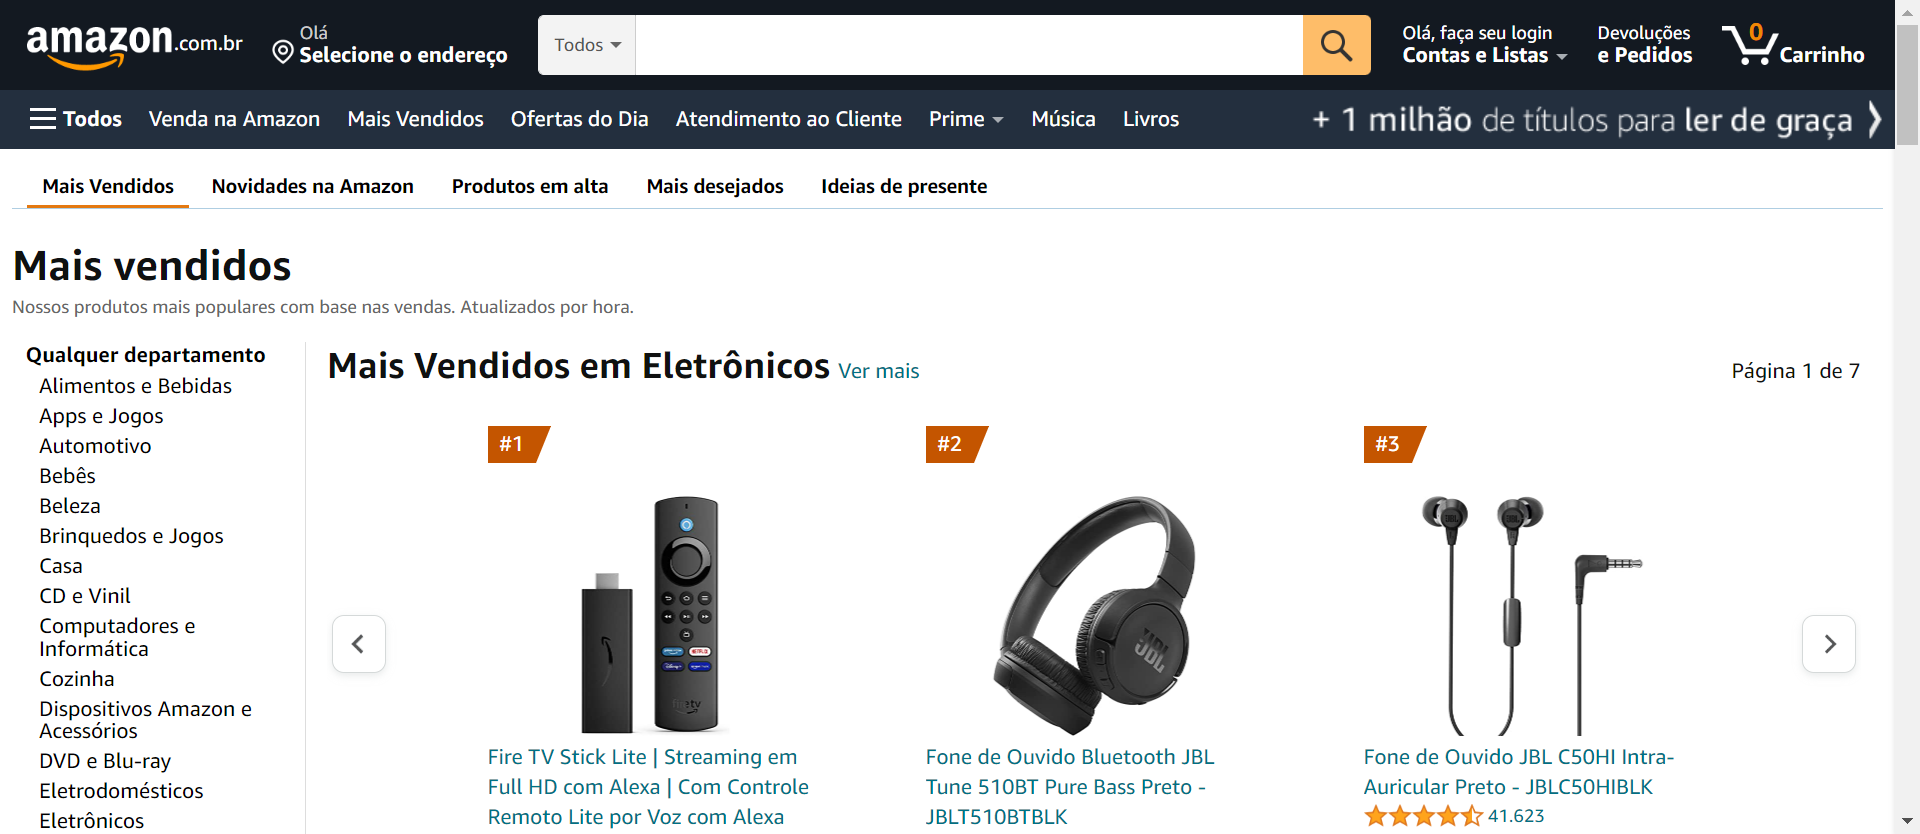 amazon.com.br
Olá
Selecione o endereço
Todos
Olá, faça seu login
Contas e Listas
Devoluções
e Pedidos
0
Carrinho
Todos
Venda na Amazon
Mais Vendidos
Ofertas do Dia
Atendimento ao Cliente
Prime
Música
Livros
+ 1 milhão de títulos para ler de graça
Mais Vendidos
Novidades na Amazon
Produtos em alta
Mais desejados
Ideias de presente
Mais vendidos
Nossos produtos mais populares com base nas vendas. Atualizados por hora.
Qualquer departamento
Alimentos e Bebidas
Apps e Jogos
Automotivo
Bebês
Beleza
Brinquedos e Jogos
Casa
CD e Vinil
Computadores e
Informática
Cozinha
Dispositivos Amazon e
Acessórios
DVD e Blu-ray
Eletrodomésticos
Eletrônicos
Mais Vendidos em Eletrônicos Ver mais
Página 1 de 7
#1
Fire TV Stick Lite | Streaming em
Full HD com Alexa | Com Controle
Remoto Lite por Voz com Alexa
#2
JBL
Fone de Ouvido Bluetooth JBL
Tune 510BT Pure Bass Preto -
JBLT510BTBLK
#3
Fone de Ouvido JBL C50HI Intra-
Auricular Preto - JBLC50HIBLK
41.623